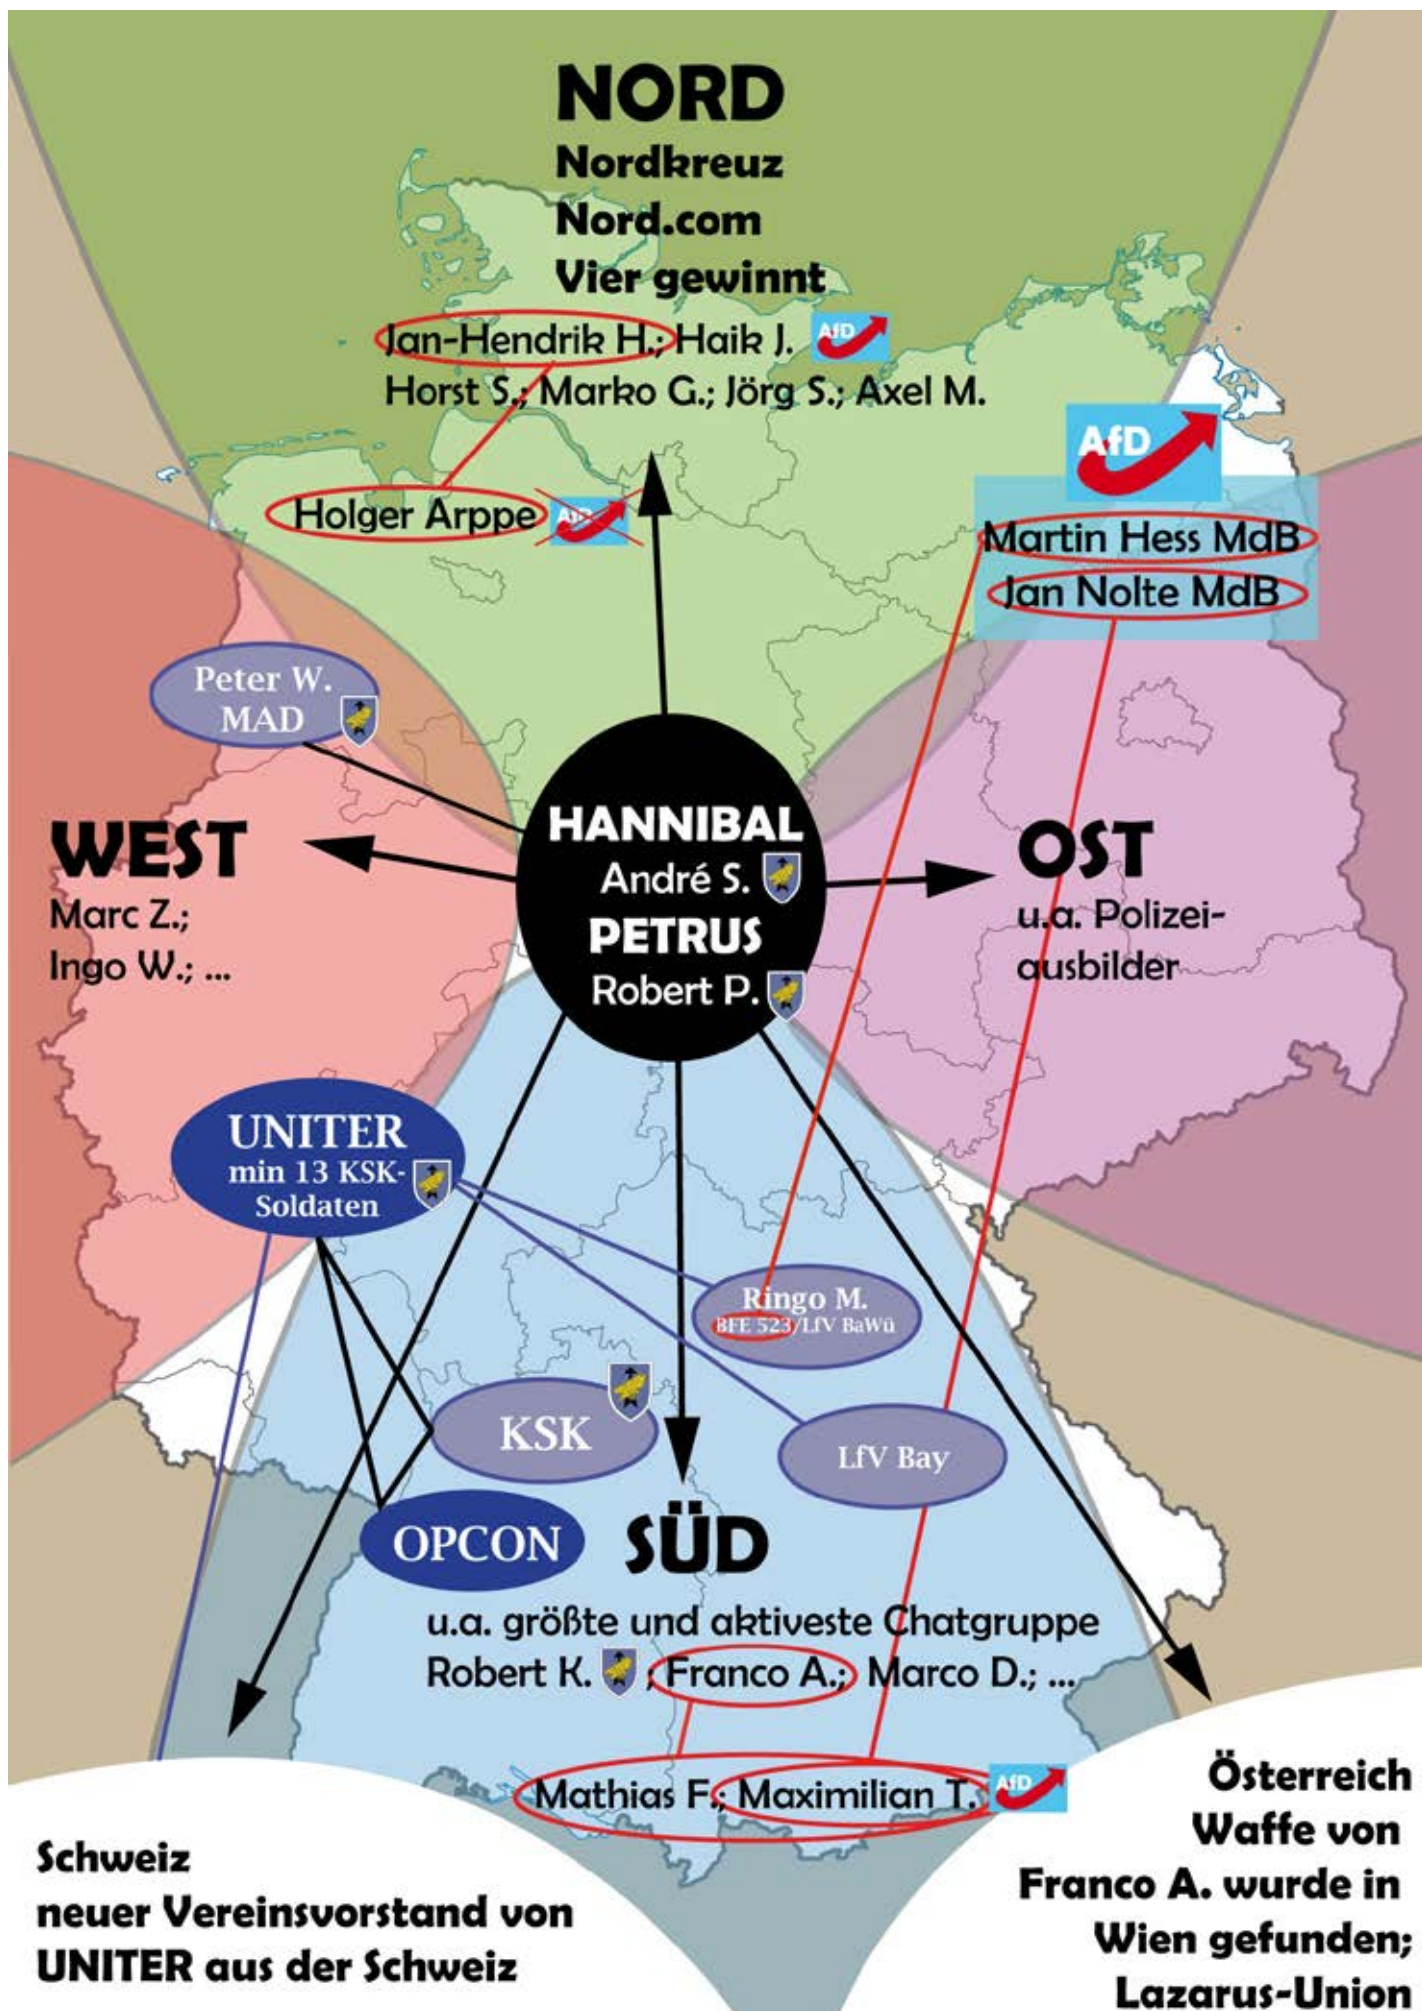 NORD
Nordkreuz
Nord.com
Vier gewinnt
Jan-Hendrik H.; Haik J. AfD
Horst S.; Marko G.; Jörg S.; Axel M.
Holger Arppe AfD
AfD
Martin Hess MdB
Jan Nolte MdB
Peter W.
MAD
HANNIBAL
André S.
PETRUS
Robert P.
WEST
Marc Z.;
Ingo W.; ...
OST
u.a. Polizei-
ausbilder
UNITER
min 13 KSK-
Soldaten
Ringo M.
BFE 523/LfV BaWü
KSK
LfV Bay
OPCON
SÜD
u.a. größte und aktiveste Chatgruppe
Robert K. ; Franco A.; Marco D.; ...
Mathias F.; Maximilian T. AfD
Schweiz
neuer Vereinsvorstand von
UNITER aus der Schweiz
Österreich
Waffe von
Franco A. wurde in
Wien gefunden;
Lazarus-Union